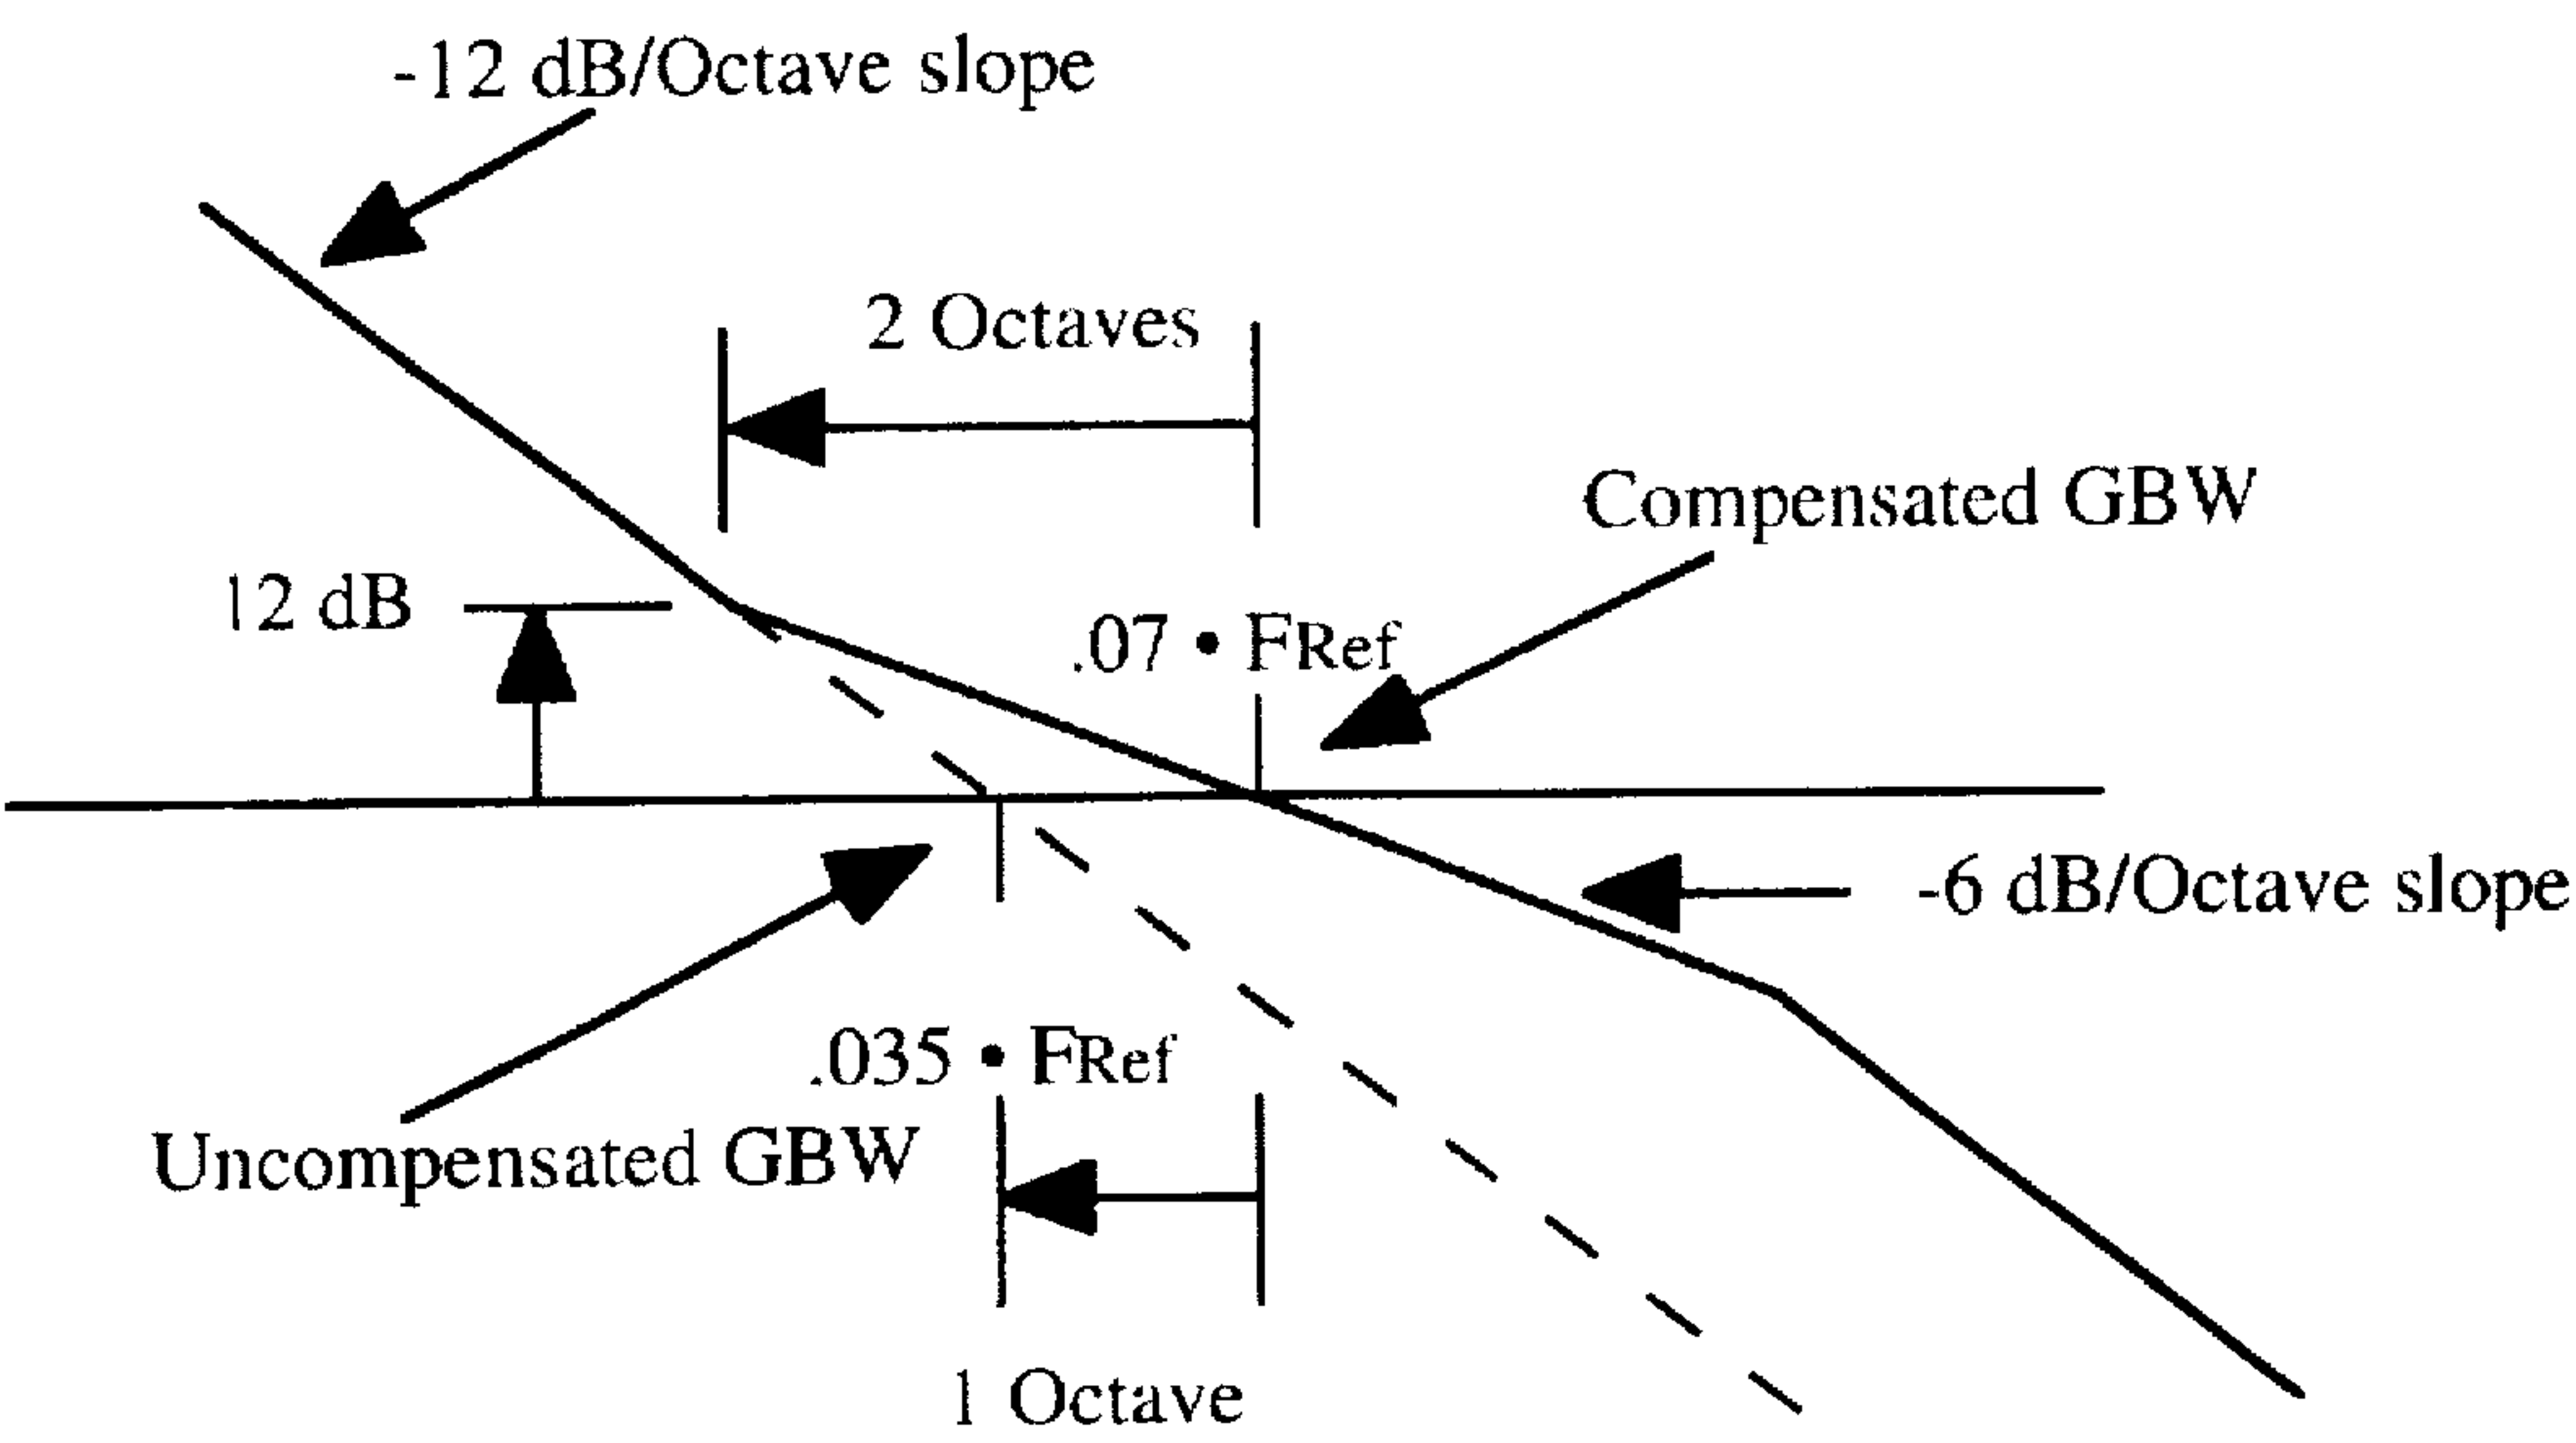 -12 dB/Octave slope
2 Octaves
Compensated GBW
12 dB
.07 • FRef
-6 dB/Octave slope
.035 • FRef
Uncompensated GBW
1 Octave